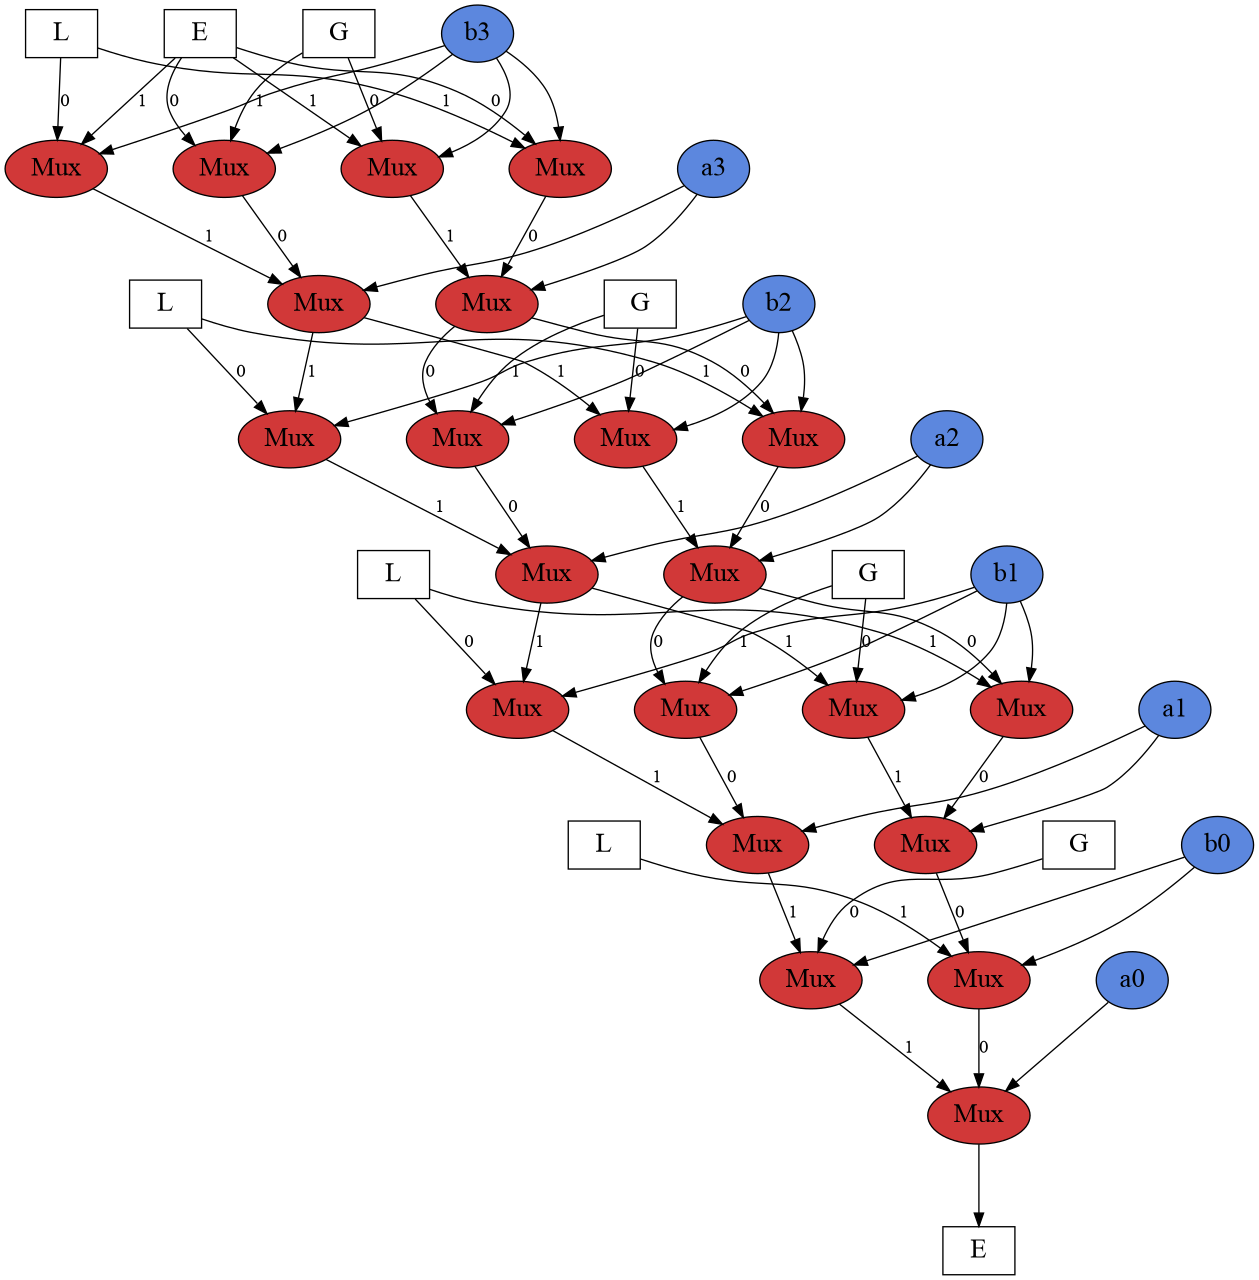 L E G b3
0 1 0 1 1 0 1 0
Mux Mux Mux Mux a3
1 0 1 0
L Mux Mux G b2
0 1 0 1 1 0 1 0
Mux Mux Mux Mux a2
1 0 1 0
L Mux Mux G b1
0 1 0 1 1 0 1 0
Mux Mux Mux Mux a1
1 0 1 0
L Mux Mux G b0
1 0 1 0
Mux Mux a0
1 0
Mux
E